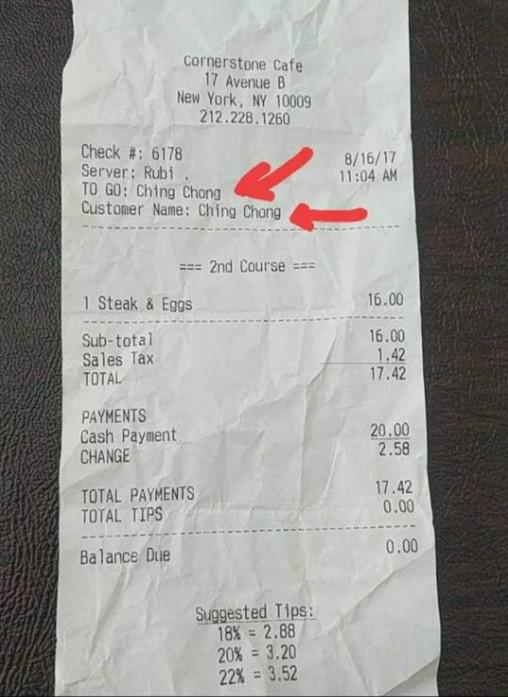 Cornerstone Cafe
17 Avenue B
New York, NY 10009
212.228.1260
Check #: 6178 8/16/17
Server: Rubi . 11:04 AM
TO GO: Ching Chong
Customer Name: Ching Chong
=== 2nd Course ===
1 Steak & Eggs 16.00
Sub-total 16.00
Sales Tax 1.42
TOTAL 17.42
PAYMENTS
Cash Payment 20.00
CHANGE 2.58
TOTAL PAYMENTS 17.42
TOTAL TIPS 0.00
Balance Due 0.00
Suggested Tips:
18% = 2.88
20% = 3.20
22% = 3.52